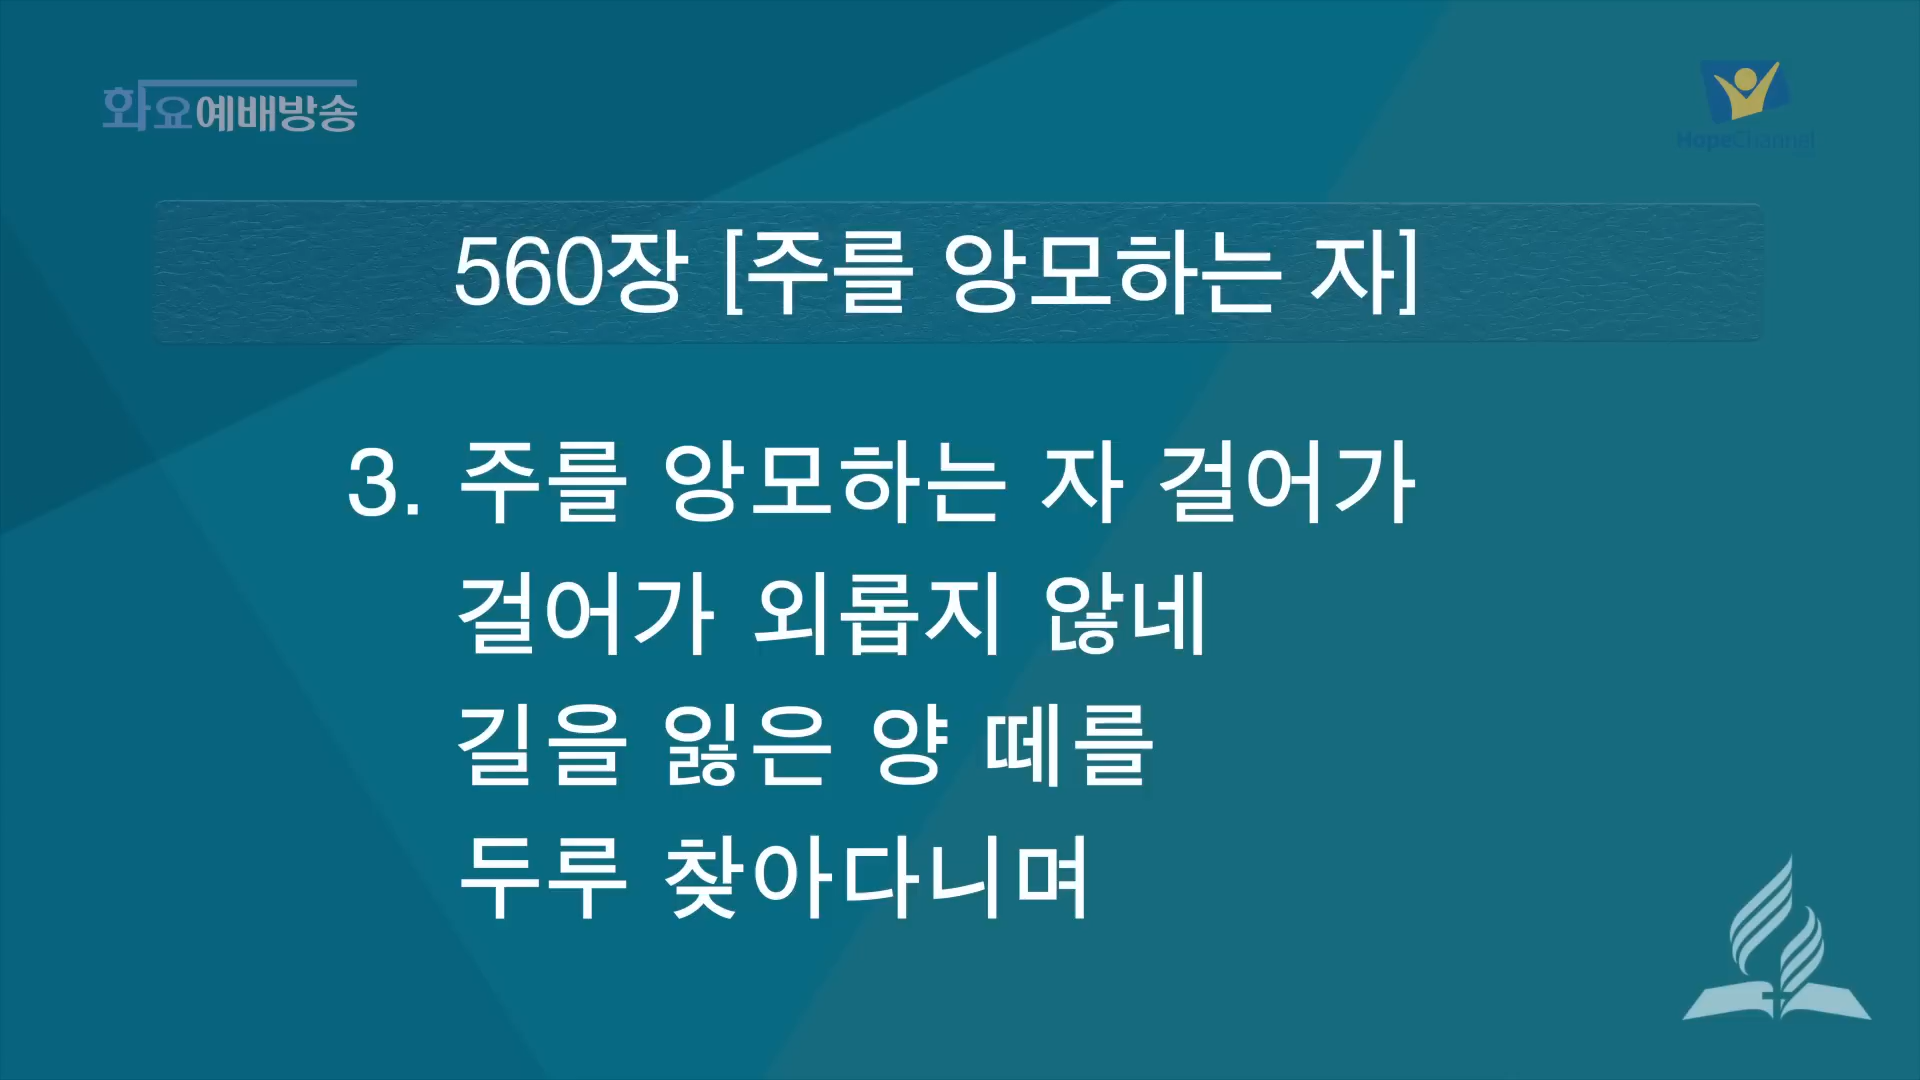 화요예배방송
HopeChannel
560장 [주를 앙모하는 자]
3. 주를 앙모하는 자 걸어가
걸어가 외롭지 않네
길을 잃은 양 떼를
두루 찾아다니며